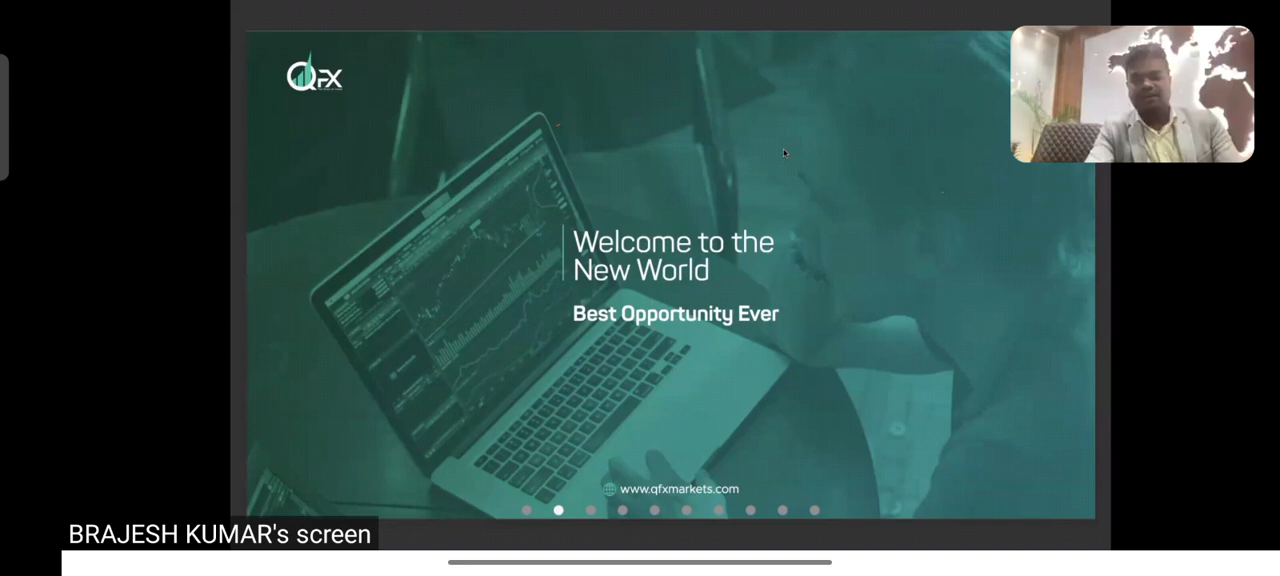 QFX
Welcome to the
New World
Best Opportunity Ever
www.qfxmarkets.com
BRAJESH KUMAR's screen